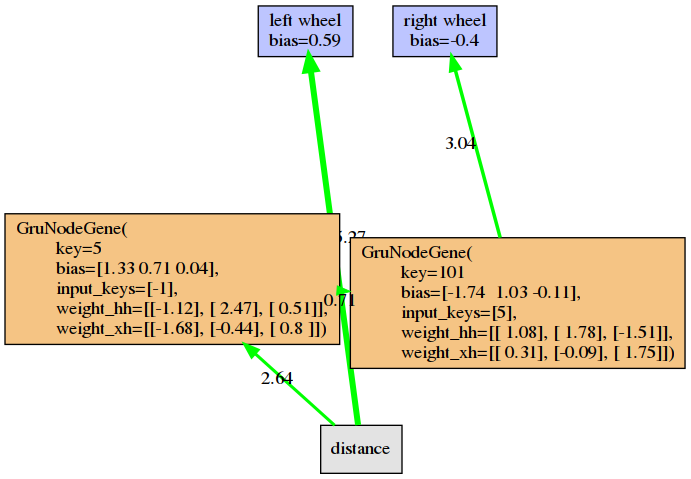 left wheel
bias=0.59
right wheel
bias=-0.4
3.04
GruNodeGene(
key=5
bias=[1.33 0.71 0.04],
input_keys=[-1],
weight_hh=[[-1.12], [ 2.47], [ 0.51]],
weight_xh=[[-1.68], [-0.44], [ 0.8 ]])
.27
0.71
GruNodeGene(
key=101
bias=[-1.74  1.03 -0.11],
input_keys=[5],
weight_hh=[[ 1.08], [ 1.78], [-1.51]],
weight_xh=[[ 0.31], [-0.09], [ 1.75]])
2.64
distance